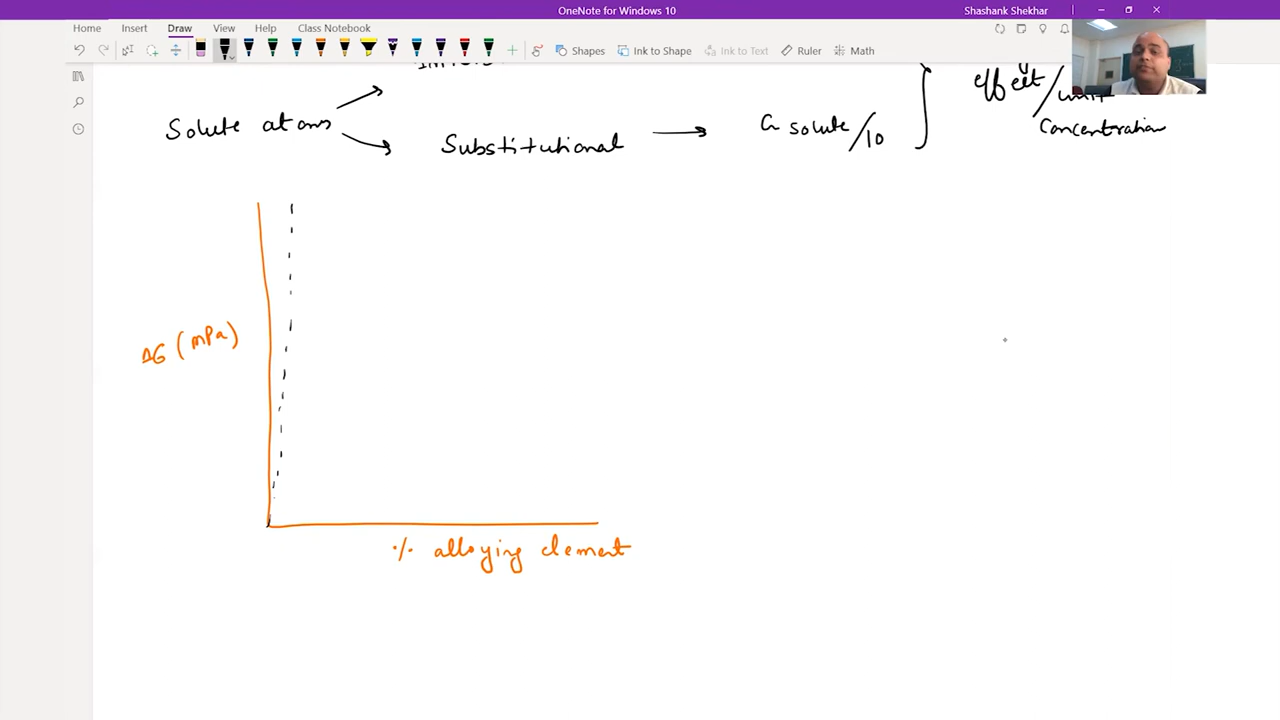 OneNote for Windows 10
Shashank Shekhar
Home Insert Draw View Help Class Notebook
Shapes Ink to Shape Ink to Text Ruler Math
effect/unit
Concentration
Solute atoms
Substitutional
G solute/10
ΔG (mPa)
% alloying element